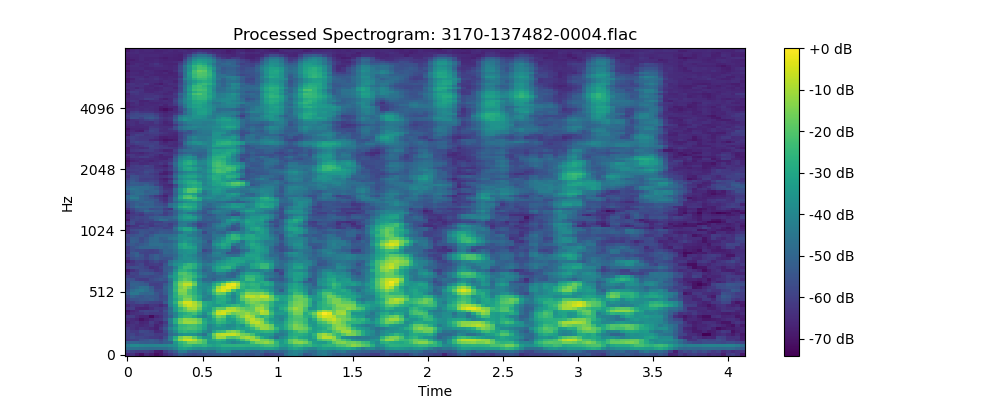 Processed Spectrogram: 3170-137482-0004.flac
Hz
4096
2048
1024
512
0
0
0.5
1
1.5
2
2.5
3
3.5
4
Time
+0 dB
-10 dB
-20 dB
-30 dB
-40 dB
-50 dB
-60 dB
-70 dB